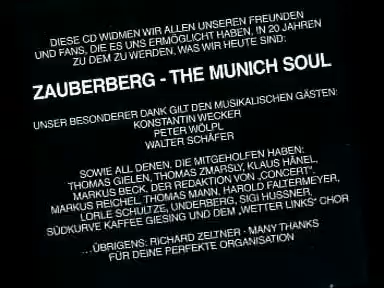 DIESE CD WIDMEN WIR ALLEN UNSEREN FREUNDEN
UND FANS, DIE ES UNS ERMÖGLICHT HABEN, IN 20 JAHREN
ZU DEM ZU WERDEN, WAS WIR HEUTE SIND:
ZAUBERBERG - THE MUNICH SOUL
UNSER BESONDERER DANK GILT DEN MUSIKALISCHEN GÄSTEN:
KONSTANTIN WECKER
PETER WÖLPL
WALTER SCHÄFER
SOWIE ALL DENEN, DIE MITGEHOLFEN HABEN:
THOMAS GIELEN, THOMAS ZMARSLY, KLAUS HÄNEL,
MARKUS BECK, DER REDAKTION VON „CONCERT“,
MARKUS REICHEL, THOMAS MANN, HAROLD FALTERMEYER,
LORLE SCHULTZE, UNDERBERG, SIGI HUSSNER,
SÜDKURVE KAFFEE GIESING UND DEM „WETTER LINKS“ CHOR
...ÜBRIGENS: RICHARD ZELTNER · MANY THANKS
FÜR DEINE PERFEKTE ORGANISATION